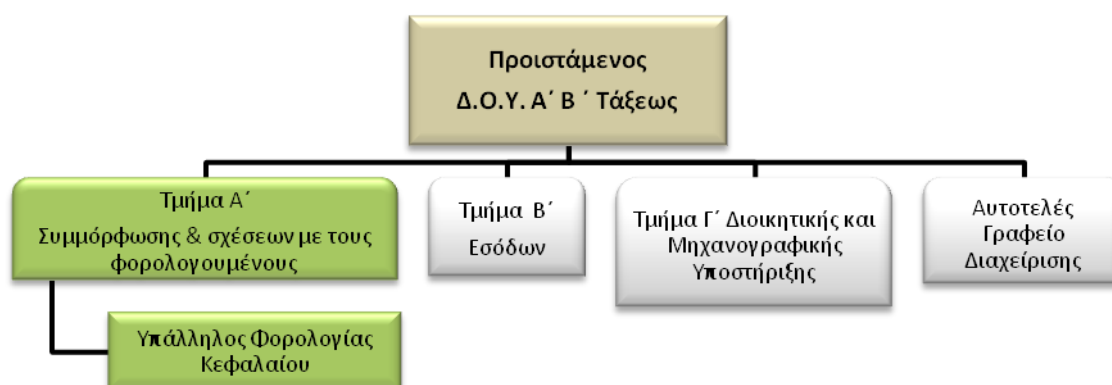 Προιστάμενος
Δ.Ο.Υ. Α΄ Β ΄ Τάξεως
Τμήμα Α΄
Συμμόρφωσης & σχέσεων με τους
φορολογουμένους
Υπάλληλος Φορολογίας
Κεφαλαίου
Τμήμα Β΄
Εσόδων
Τμήμα Γ΄ Διοικητικής και
Μηχανογραφικής
Υποστήριξης
Αυτοτελές
Γραφείο
Διαχείρισης